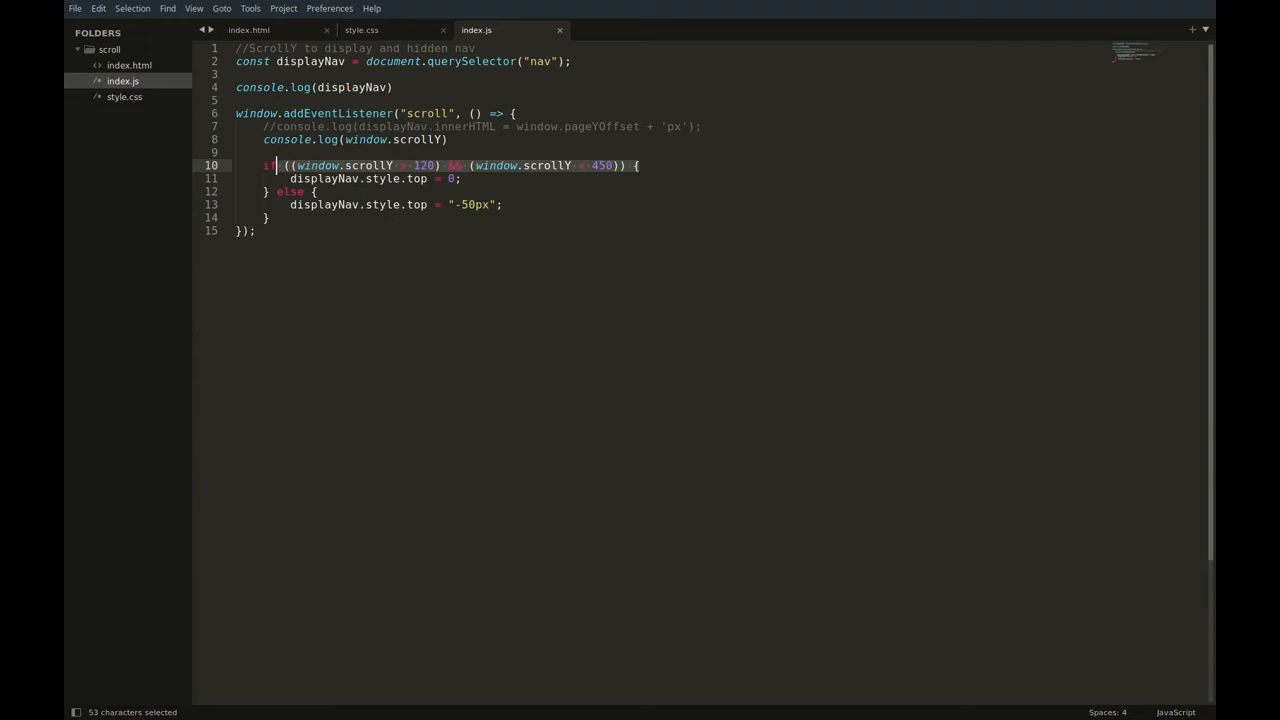 File Edit Selection Find View Goto Tools Project Preferences Help
FOLDERS
scroll
index.html
index.js
style.css
index.html × style.css × index.js ×
1 //ScrollY to display and hidden nav
2 const displayNav = document.querySelector("nav");
3
4 console.log(displayNav)
5
6 window.addEventListener("scroll", () => {
7 //console.log(displayNav.innerHTML = window.pageYOffset + 'px');
8 console.log(window.scrollY)
9
10 if ((window.scrollY > 120) && (window.scrollY < 450)) {
11 displayNav.style.top = 0;
12 } else {
13 displayNav.style.top = "-50px";
14 }
15 });
53 characters selected
Spaces: 4 JavaScript